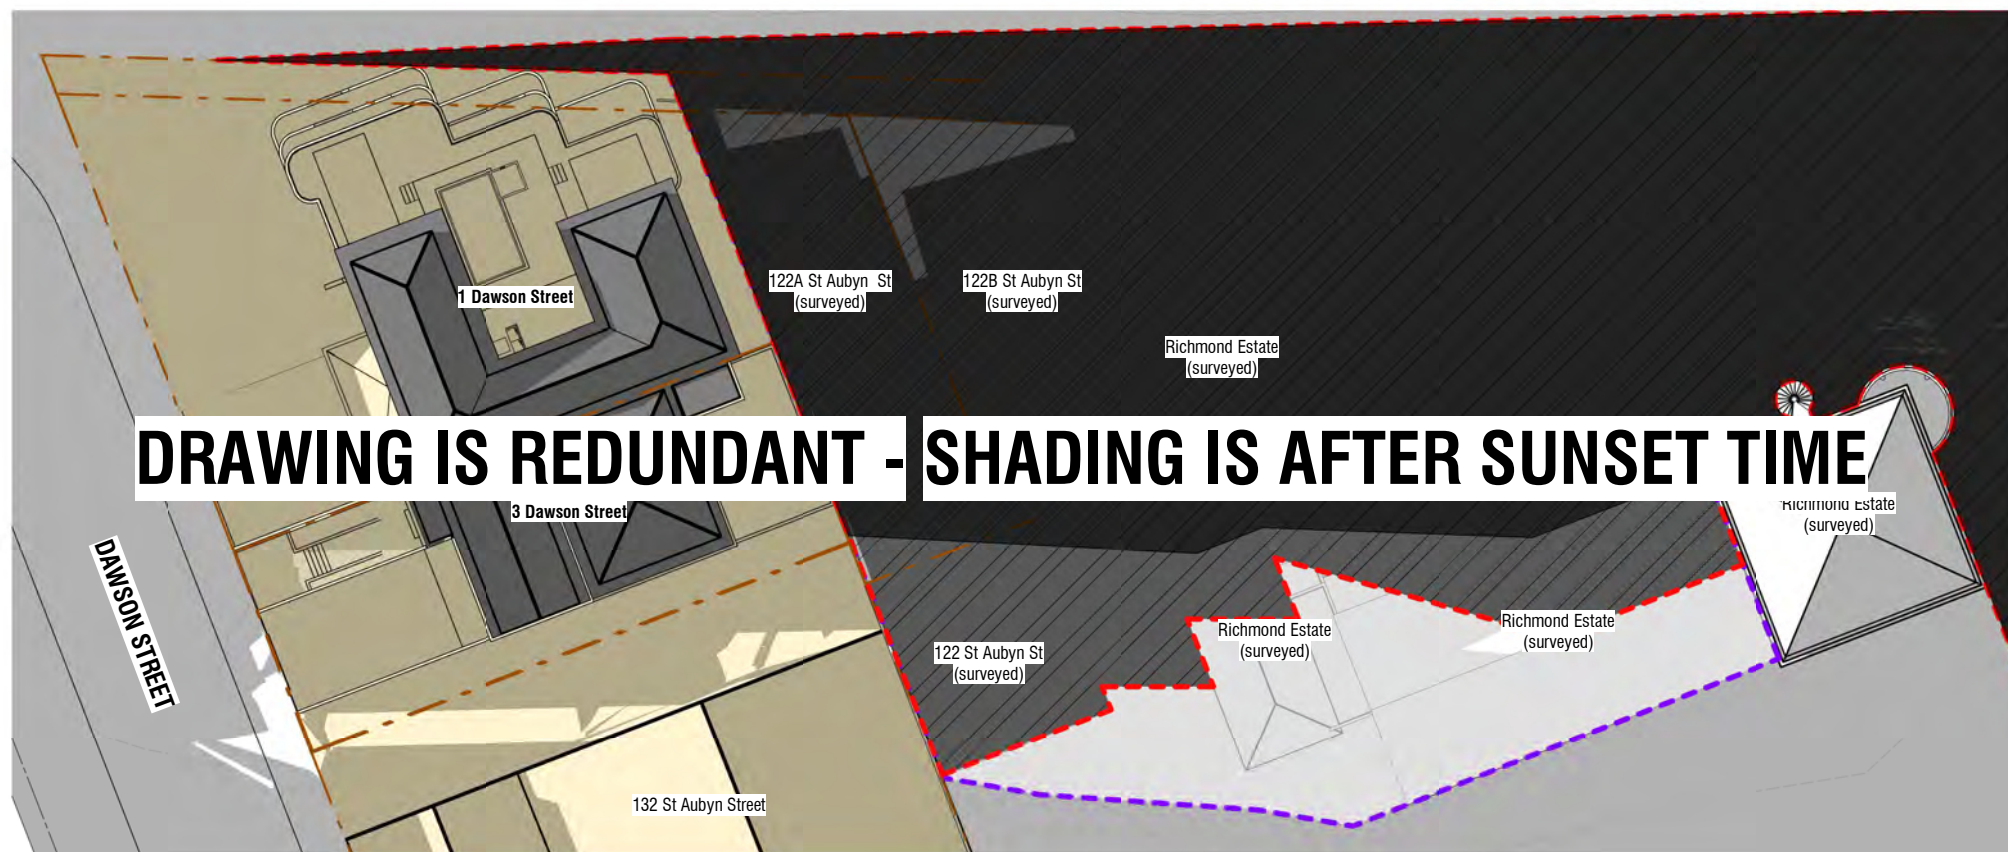 1 Dawson Street
122A St Aubyn St
(surveyed)
122B St Aubyn St
(surveyed)
Richmond Estate
(surveyed)
DRAWING IS REDUNDANT - SHADING IS AFTER SUNSET TIME
Richmond Estate
(surveyed)
3 Dawson Street
DAWSON STREET
122 St Aubyn St
(surveyed)
Richmond Estate
(surveyed)
Richmond Estate
(surveyed)
132 St Aubyn Street